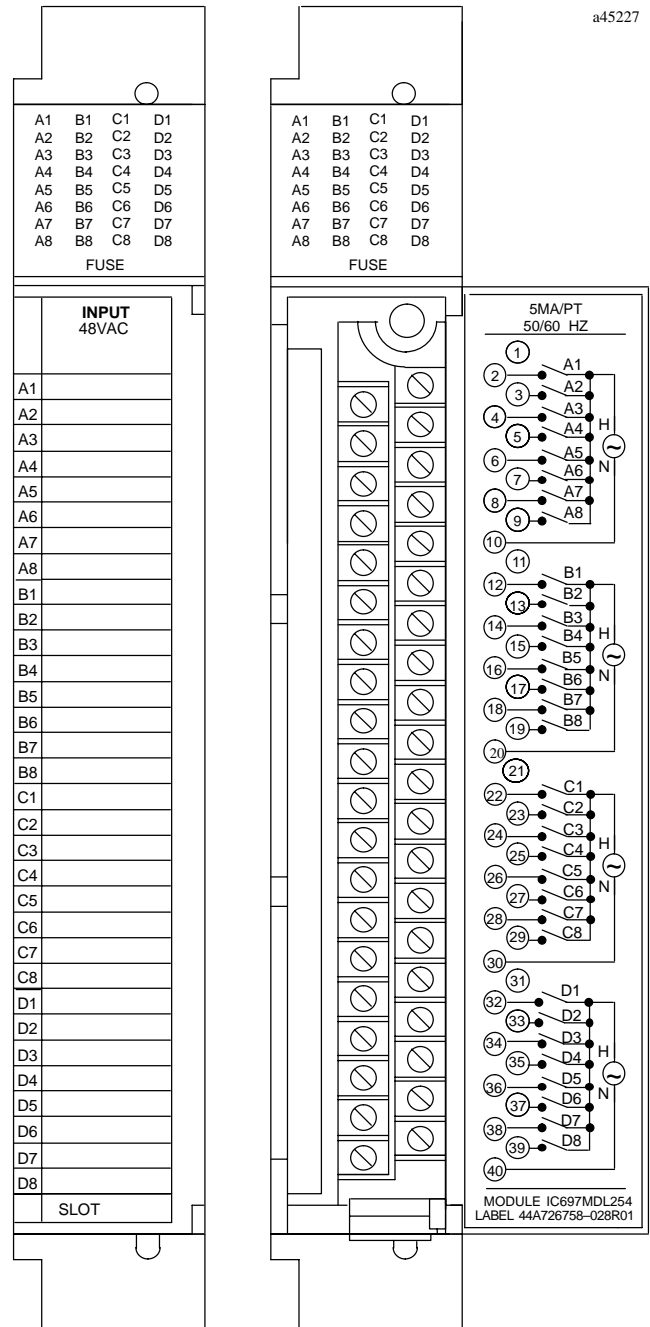 a45227
A1 B1 C1 D1
A2 B2 C2 D2
A3 B3 C3 D3
A4 B4 C4 D4
A5 B5 C5 D5
A6 B6 C6 D6
A7 B7 C7 D7
A8 B8 C8 D8
FUSE
INPUT
48VAC
A1
A2
A3
A4
A5
A6
A7
A8
B1
B2
B3
B4
B5
B6
B7
B8
C1
C2
C3
C4
C5
C6
C7
C8
D1
D2
D3
D4
D5
D6
D7
D8
SLOT
A1 B1 C1 D1
A2 B2 C2 D2
A3 B3 C3 D3
A4 B4 C4 D4
A5 B5 C5 D5
A6 B6 C6 D6
A7 B7 C7 D7
A8 B8 C8 D8
FUSE
5MA/PT
50/60 HZ
1
2 A1
3 A2
4 A3
5 A4 H
~
6 A5
7 A6 N
8 A7
9 A8
10
11
12 B1
13 B2
14 B3
15 B4 H
~
16 B5
17 B6 N
18 B7
19 B8
20
21
22 C1
23 C2
24 C3
25 C4 H
~
26 C5
27 C6 N
28 C7
29 C8
30
31
32 D1
33 D2
34 D3
35 D4 H
~
36 D5
37 D6 N
38 D7
39 D8
40
MODULE IC697MDL254
LABEL 44A726758–028R01